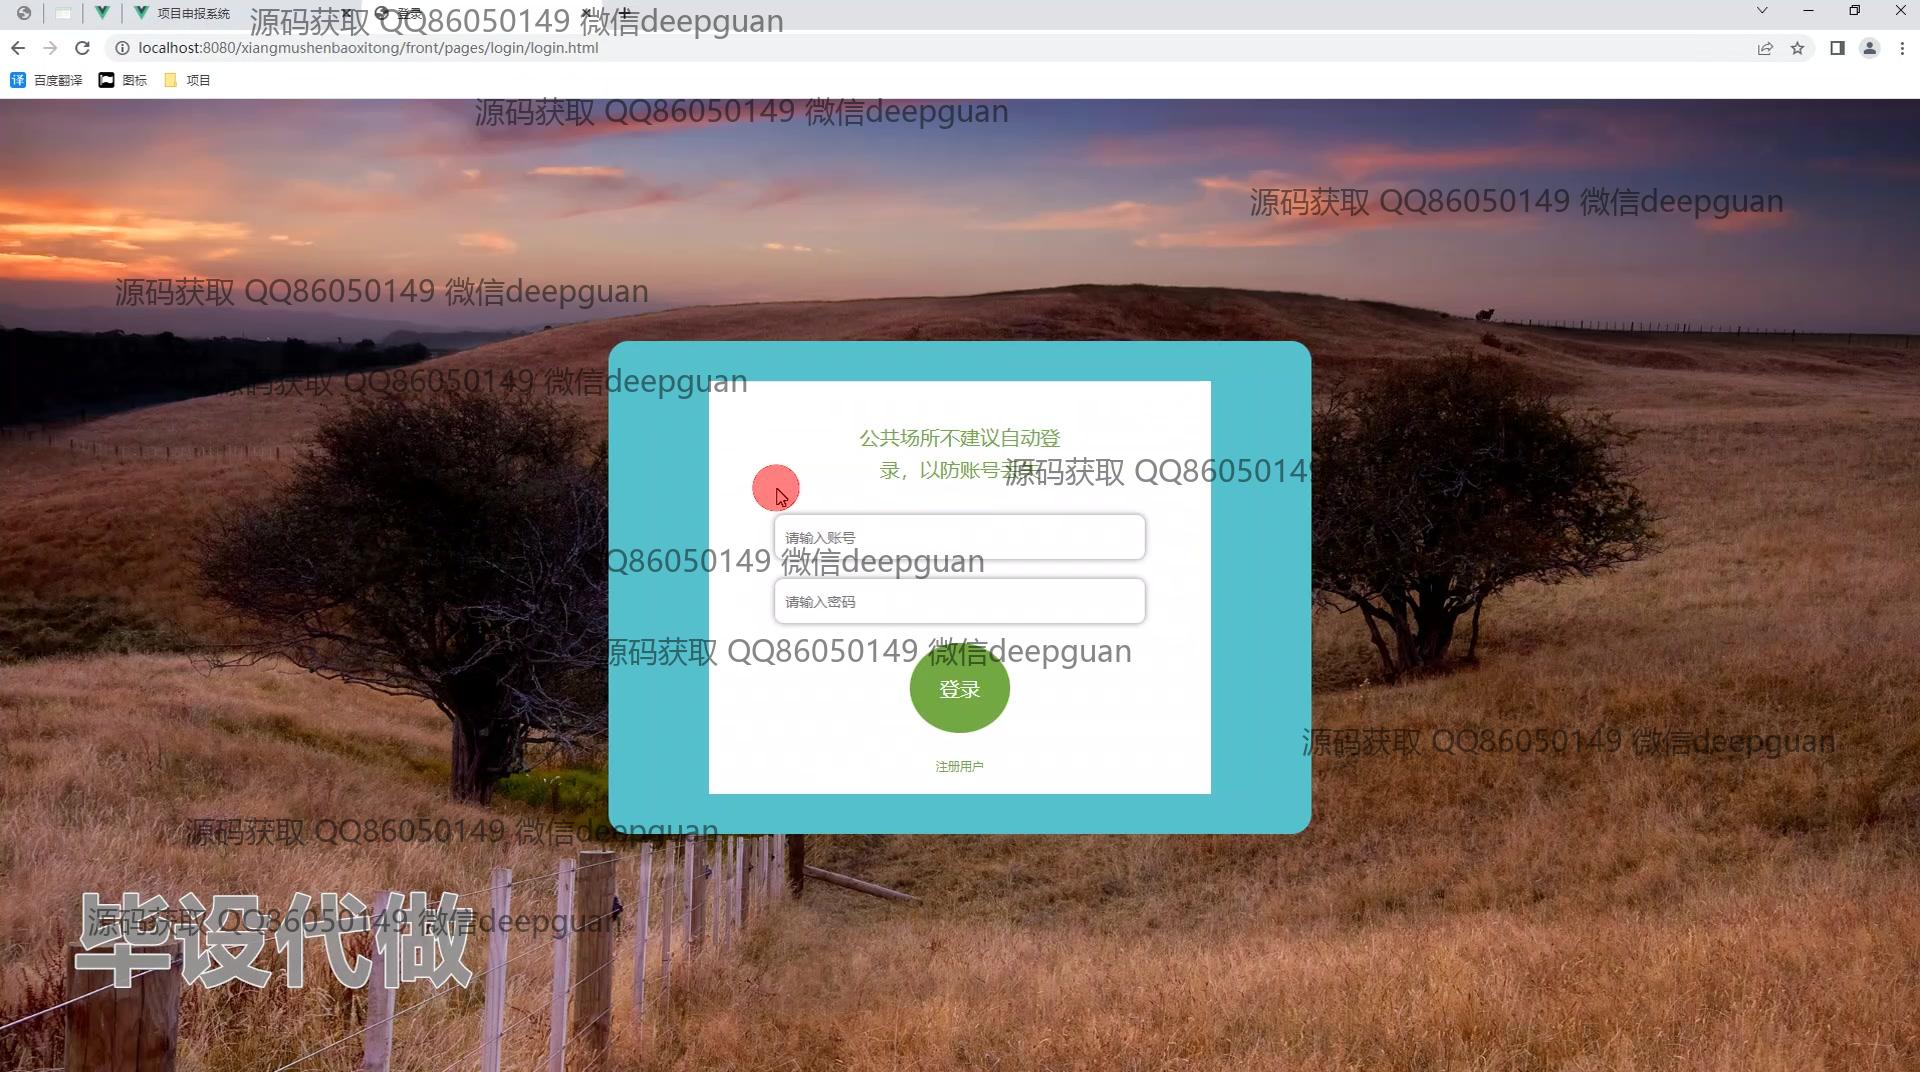 项目申报系统
登录
源码获取 QQ86050149 微信deepguan
localhost:8080/xiangmushenbaoxitong/front/pages/login/login.html
译 百度翻译 图标 项目
源码获取 QQ86050149 微信deepguan
源码获取 QQ86050149 微信deepguan
源码获取 QQ86050149 微信deepguan
源码获取 QQ86050149 微信deepguan
公共场所不建议自动登
录，以防账号
源码获取 QQ86050149
请输入账号
Q86050149 微信deepguan
请输入密码
源码获取 QQ86050149 微信deepguan
登录
源码获取 QQ86050149 微信deepguan
注册用户
源码获取 QQ86050149 微信deepguan
源码获取 QQ86050149 微信deepguan
毕设代做